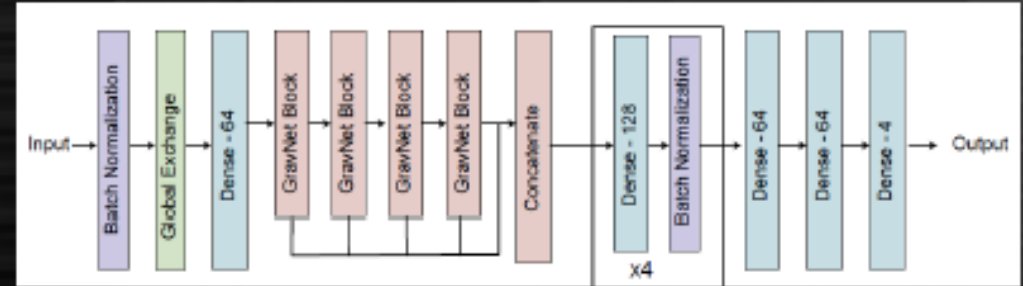 Input
Batch Normalization
Global Exchange
Dense - 64
GravNet Block
GravNet Block
GravNet Block
GravNet Block
Concatenate
Dense - 128
Batch Normalization
x4
Dense - 64
Dense - 64
Dense - 4
Output